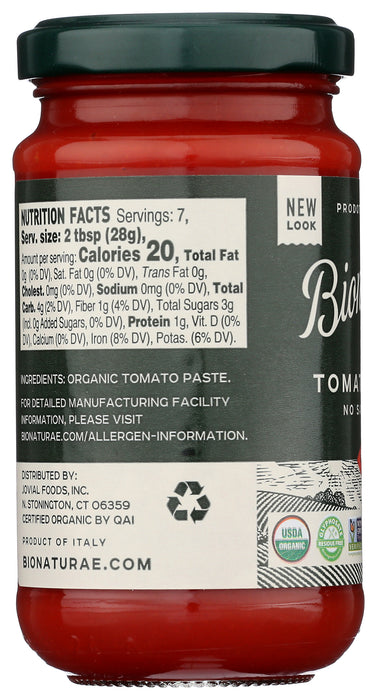 NUTRITION FACTS Servings: 7,
Serv. size: 2 tbsp (28g),
Amount per serving: Calories 20, Total Fat
0g (0% DV), Sat. Fat 0g (0% DV), Trans Fat 0g,
Cholest. 0mg (0% DV), Sodium 0mg (0% DV), Total
Carb. 4g (2% DV), Fiber 1g (4% DV), Total Sugars 3g
(Incl. 0g Added Sugars, 0% DV), Protein 1g, Vit. D (0%
DV), Calcium (0% DV), Iron (8% DV), Potas. (6% DV).
INGREDIENTS: ORGANIC TOMATO PASTE.
FOR DETAILED MANUFACTURING FACILITY
INFORMATION, PLEASE VISIT
BIONATURAE.COM/ALLERGEN-INFORMATION.
DISTRIBUTED BY:
JOVIAL FOODS, INC.
N. STONINGTON, CT 06359
CERTIFIED ORGANIC BY QAI
PRODUCT OF ITALY
BIONATURAE.COM
NEW
LOOK
PRODOT
Bion
TOMAT
NO S
USDA
ORGANIC
GLYPHOSATE
RESIDUE FREE